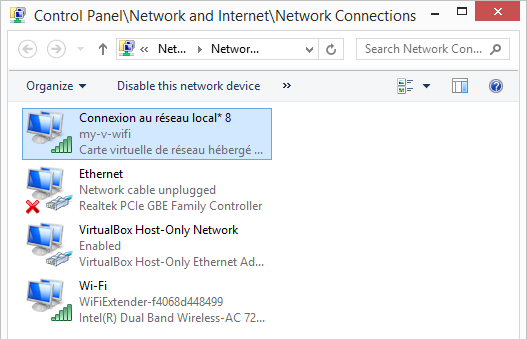 Control Panel\Network and Internet\Network Connections
« Net... › Networ...
Search Network Con...
Organize Disable this network device »
Connexion au réseau local* 8
my-v-wifi
Carte virtuelle de réseau hébergé ...
Ethernet
Network cable unplugged
Realtek PCIe GBE Family Controller
VirtualBox Host-Only Network
Enabled
VirtualBox Host-Only Ethernet Ad...
Wi-Fi
WiFiExtender-f4068d448499
Intel(R) Dual Band Wireless-AC 72...